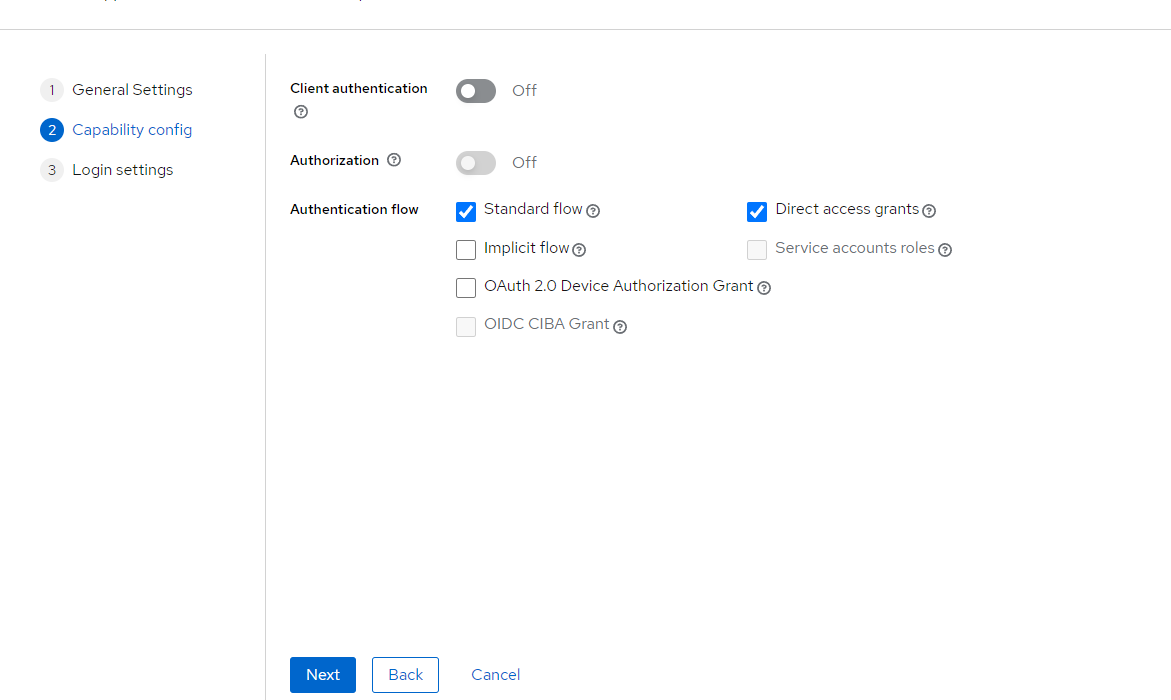 1 General Settings
2 Capability config
3 Login settings
Client authentication
Off
Authorization
Off
Authentication flow
Standard flow
Direct access grants
Implicit flow
Service accounts roles
OAuth 2.0 Device Authorization Grant
OIDC CIBA Grant
Next
Back
Cancel